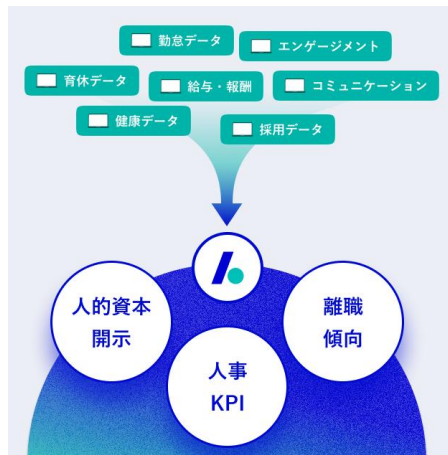 勤怠データ
エンゲージメント
育休データ
給与・報酬
コミュニケーション
健康データ
採用データ
人的資本
開示
離職
傾向
人事
KPI